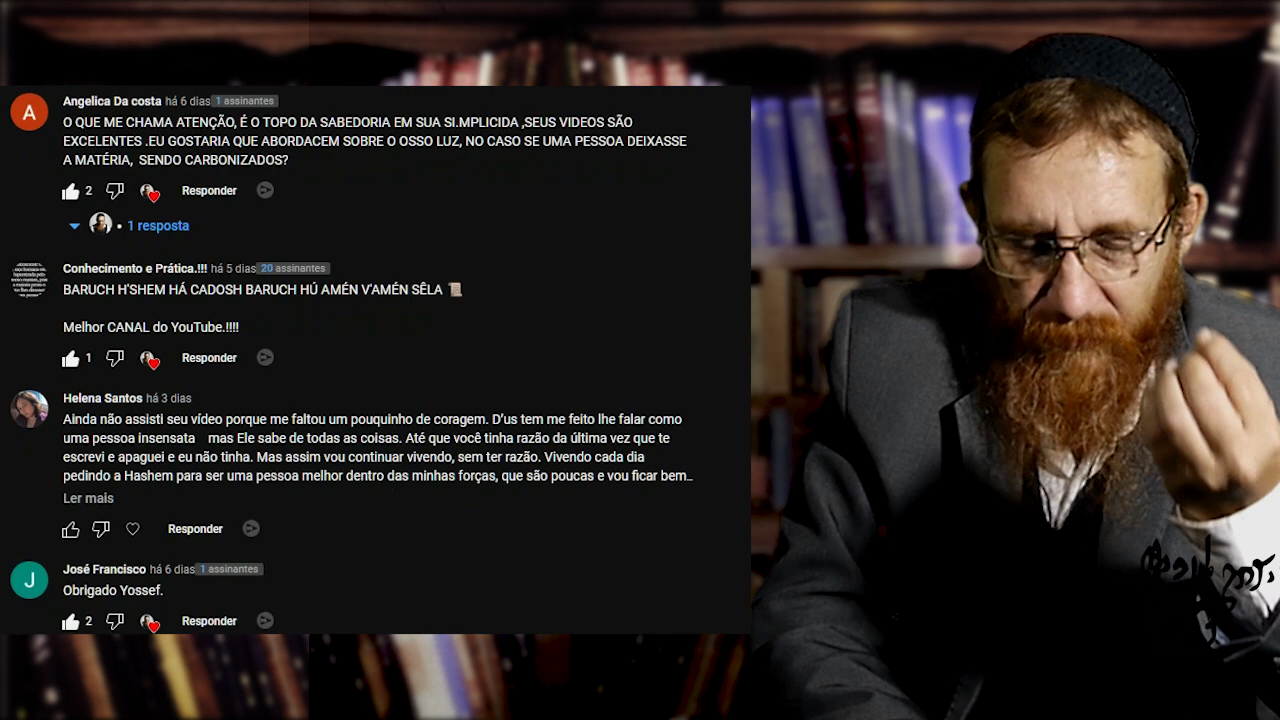 A
Angelica Da costa há 6 dias 1 assinantes
O QUE ME CHAMA ATENÇÃO, É O TOPO DA SABEDORIA EM SUA SI.MPLICIDA ,SEUS VIDEOS SÃO
EXCELENTES .EU GOSTARIA QUE ABORDACEM SOBRE O OSSO LUZ, NO CASO SE UMA PESSOA DEIXASSE
A MATÉRIA, SENDO CARBONIZADOS?
2 Responder
• 1 resposta
Conhecimento e Prática.!!! há 5 dias 20 assinantes
BARUCH H'SHEM HÁ CADOSH BARUCH HÚ AMÉN V'AMÉN SÊLA 📜
Melhor CANAL do YouTube.!!!!
1 Responder
Helena Santos há 3 dias
Ainda não assisti seu vídeo porque me faltou um pouquinho de coragem. D'us tem me feito lhe falar como
uma pessoa insensata mas Ele sabe de todas as coisas. Até que você tinha razão da última vez que te
escrevi e apaguei e eu não tinha. Mas assim vou continuar vivendo, sem ter razão. Vivendo cada dia
pedindo a Hashem para ser uma pessoa melhor dentro das minhas forças, que são poucas e vou ficar bem...
Ler mais
Responder
J
José Francisco há 6 dias 1 assinantes
Obrigado Yossef.
2 Responder